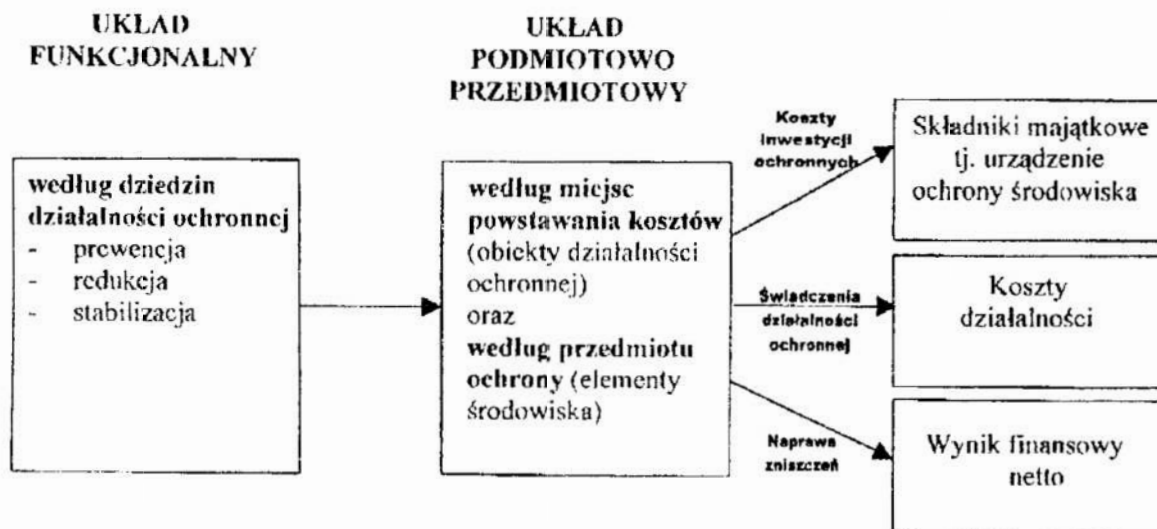 UKŁAD
FUNKCJONALNY
UKŁAD
PODMIOTOWO
PRZEDMIOTOWY
według dziedzin
działalności ochronnej
- prewencja
- redukcja
- stabilizacja
według miejsc
powstawania kosztów
(obiekty działalności
ochronnej)
oraz
według przedmiotu
ochrony (elementy
środowiska)
Koszty
inwestycji
ochronnych
Składniki majątkowe
tj. urządzenie
ochrony środowiska
Świadczenia
działalności
ochronnej
Koszty
działalności
Naprawa
zniszczeń
Wynik finansowy
netto